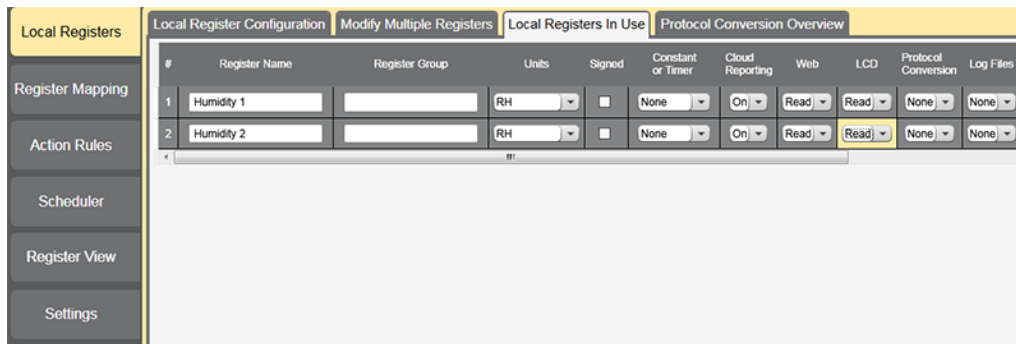 Local Registers
Register Mapping
Action Rules
Scheduler
Register View
Settings
Local Register Configuration Modify Multiple Registers Local Registers In Use Protocol Conversion Overview
# Register Name Register Group Units Signed Constant or Timer Cloud Reporting Web LCD Protocol Conversion Log Files
1 Humidity 1 RH None On Read Read None None
2 Humidity 2 RH None On Read Read None None